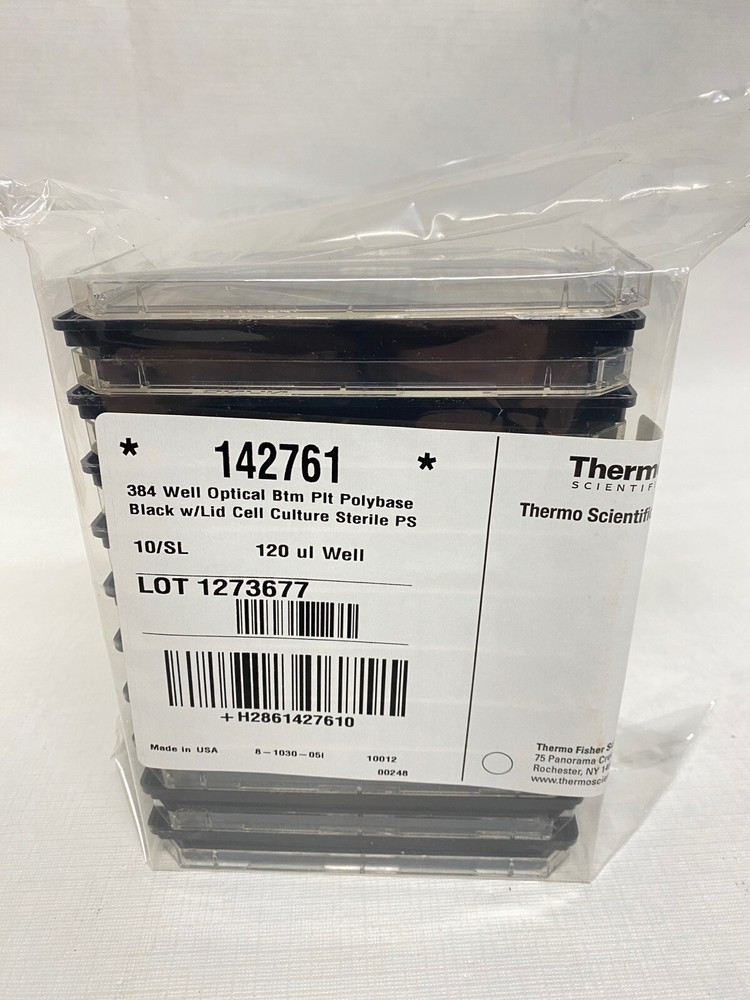 * 142761 *
384 Well Optical Btm Plt Polybase
Black w/Lid Cell Culture Sterile PS
10/SL 120 ul Well
LOT 1273677
+H2861427610
Made in USA 8-1030-05I 10012
00248
Therm
SCIENTIF
Thermo Scientific
Thermo Fisher S
75 Panorama Cre
Rochester, NY 14
www.thermoscie